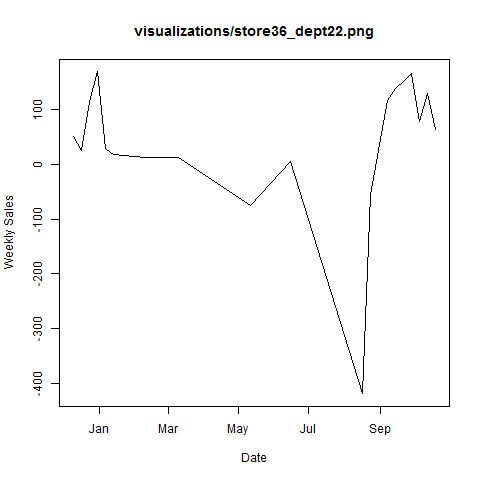 visualizations/store36_dept22.png
Weekly Sales
100
0
-100
-200
-300
-400
Jan Mar May Jul Sep
Date